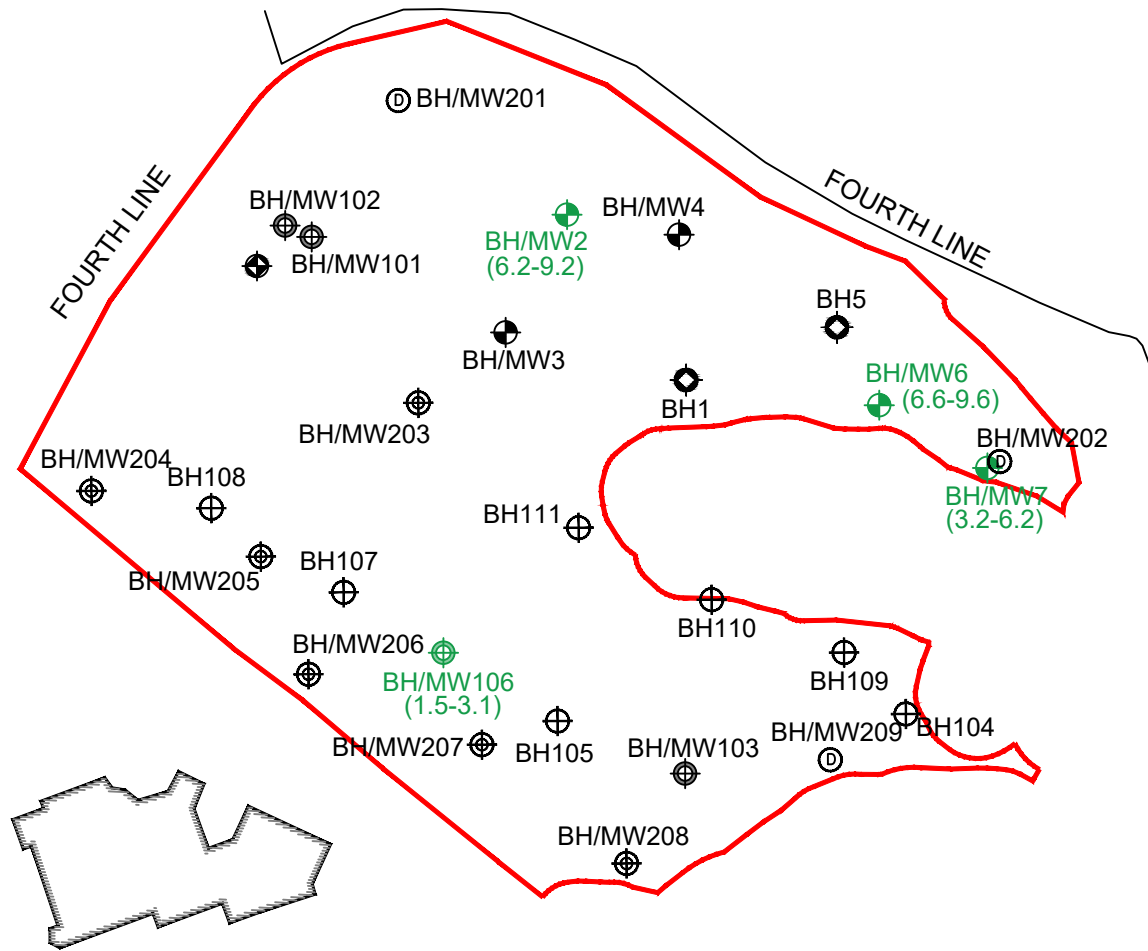 D BH/MW201
FOURTH LINE
FOURTH LINE
BH/MW102
BH/MW101
BH/MW2
(6.2-9.2)
BH/MW4
BH5
BH/MW3
BH1
BH/MW6
(6.6-9.6)
BH/MW203
BH/MW202
D
BH/MW7
(3.2-6.2)
BH/MW204
BH108
BH111
BH/MW205
BH107
BH110
BH/MW206
BH/MW106
(1.5-3.1)
BH109
BH104
BH/MW209
D
BH/MW207
BH105
BH/MW103
BH/MW208